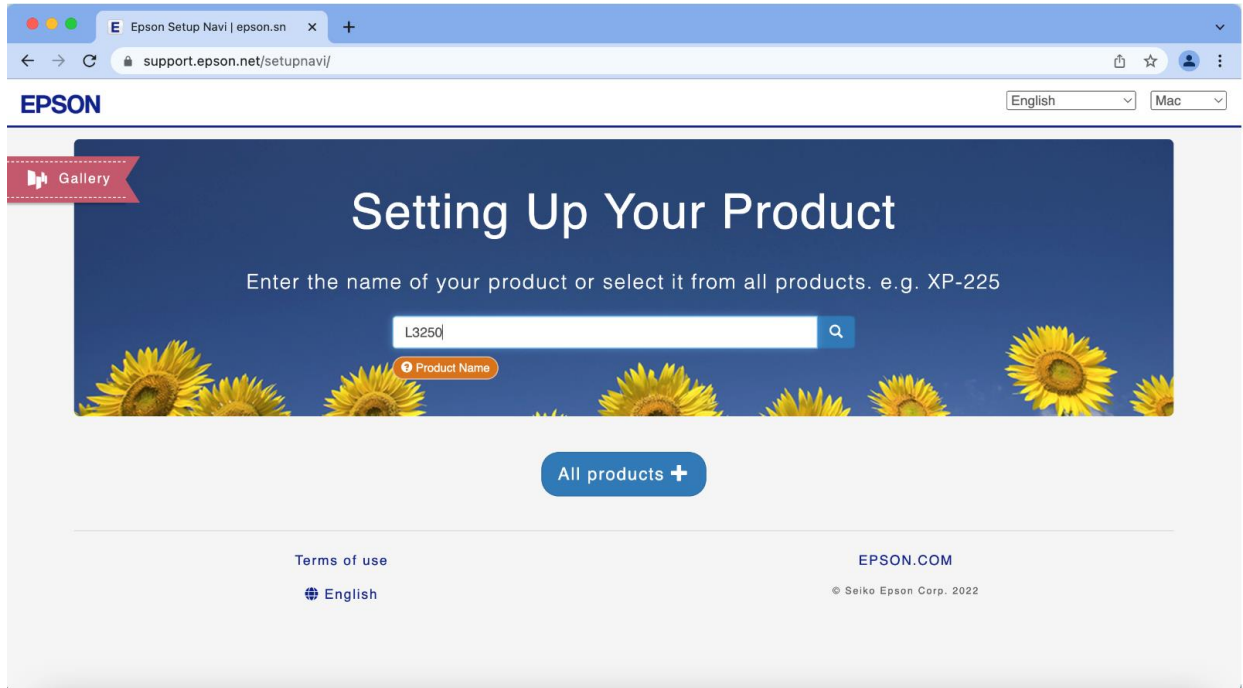 Epson Setup Navi | epson.sn
support.epson.net/setupnavi/
EPSON
English
Mac
Gallery
Setting Up Your Product
Enter the name of your product or select it from all products. e.g. XP-225
L3250
Product Name
All products
Terms of use
EPSON.COM
English
© Seiko Epson Corp. 2022